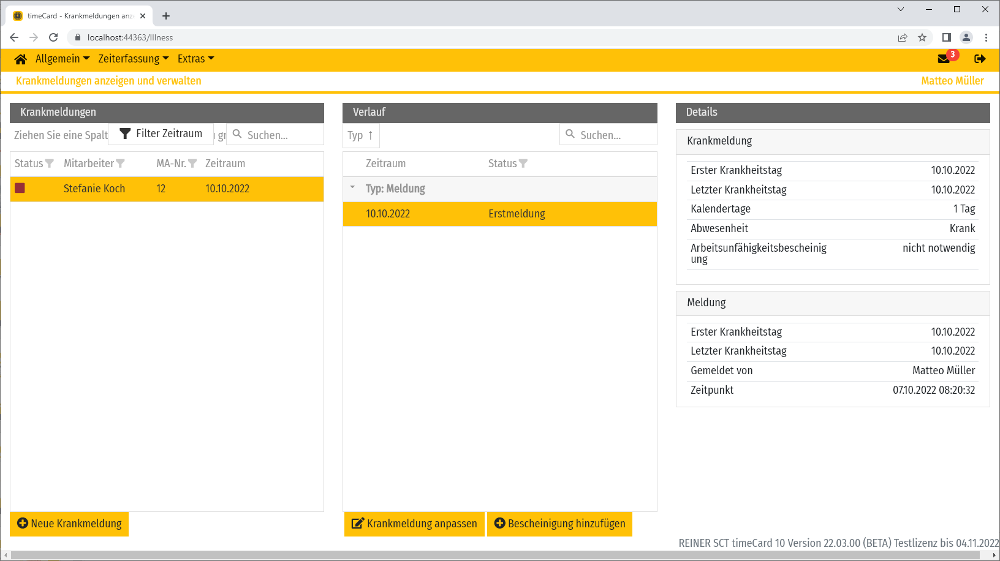 timeCard - Krankmeldungen anze
localhost:44363/Illness
Allgemein Zeiterfassung Extras 3
Krankmeldungen anzeigen und verwalten Matteo Müller
Krankmeldungen
Ziehen Sie eine Spalt Filter Zeitraum gr Suchen...
Status Mitarbeiter MA-Nr. Zeitraum
Stefanie Koch 12 10.10.2022
Neue Krankmeldung
Verlauf
Typ ↑ Suchen...
Zeitraum Status
Typ: Meldung
10.10.2022 Erstmeldung
Krankmeldung anpassen Bescheinigung hinzufügen
Details
Krankmeldung
Erster Krankheitstag 10.10.2022
Letzter Krankheitstag 10.10.2022
Kalendertage 1 Tag
Abwesenheit Krank
Arbeitsunfähigkeitsbescheinig nicht notwendig
ung
Meldung
Erster Krankheitstag 10.10.2022
Letzter Krankheitstag 10.10.2022
Gemeldet von Matteo Müller
Zeitpunkt 07.10.2022 08:20:32
REINER SCT timeCard 10 Version 22.03.00 (BETA) Testlizenz bis 04.11.2022